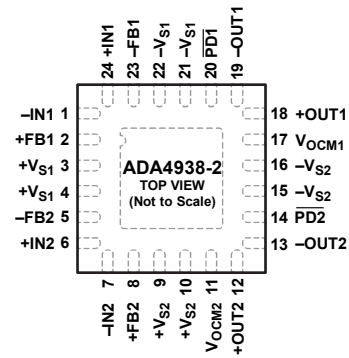 24 +IN1
23 –FB1
22 –VS1
21 –VS1
20 P̅D̅1̅
19 –OUT1
–IN1 1
+FB1 2
+VS1 3
+VS1 4
–FB2 5
+IN2 6
ADA4938-2
TOP VIEW
(Not to Scale)
18 +OUT1
17 VOCM1
16 –VS2
15 –VS2
14 P̅D̅2̅
13 –OUT2
–IN2 7
+FB2 8
+VS2 9
+VS2 10
VOCM2 11
+OUT2 12